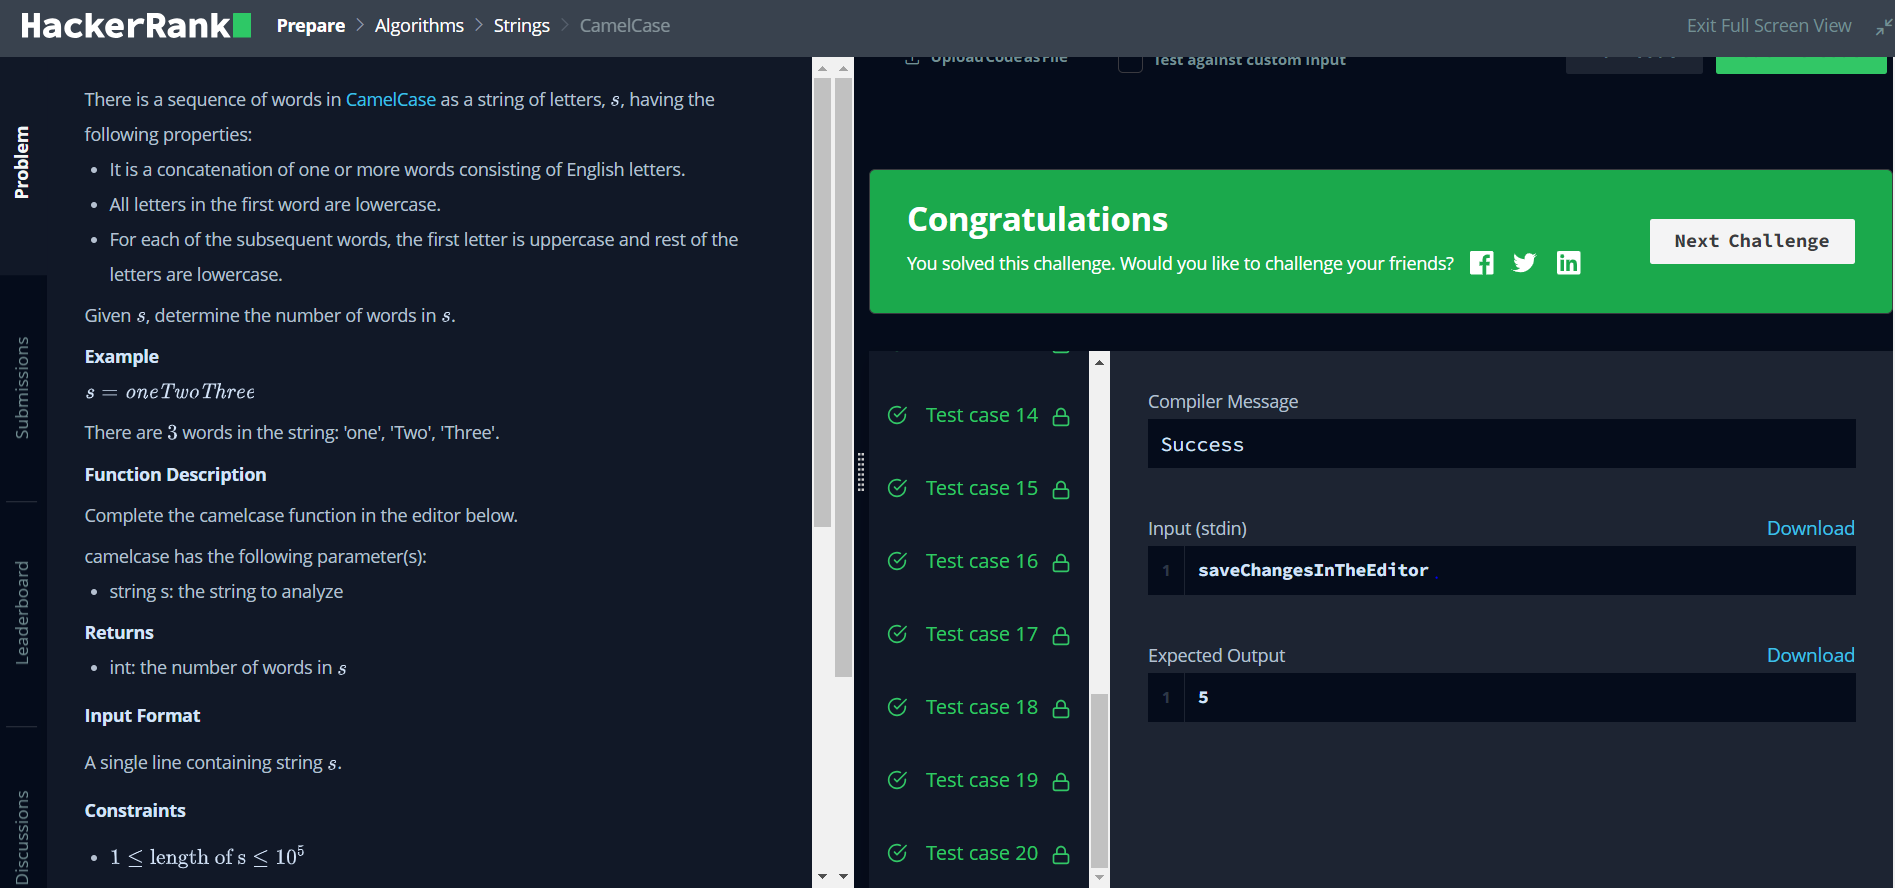 HackerRank
Prepare > Algorithms > Strings > CamelCase
Exit Full Screen View
Problem
Submissions
Leaderboard
Discussions
There is a sequence of words in CamelCase as a string of letters, s, having the
following properties:
• It is a concatenation of one or more words consisting of English letters.
• All letters in the first word are lowercase.
• For each of the subsequent words, the first letter is uppercase and rest of the
letters are lowercase.
Given s, determine the number of words in s.
Example
s = oneTwoThree
There are 3 words in the string: 'one', 'Two', 'Three'.
Function Description
Complete the camelcase function in the editor below.
camelcase has the following parameter(s):
• string s: the string to analyze
Returns
• int: the number of words in s
Input Format
A single line containing string s.
Constraints
• 1 ≤ length of s ≤ 10⁵
Upload Code as File
Test against custom input
Congratulations
You solved this challenge. Would you like to challenge your friends?
Next Challenge
Test case 14
Test case 15
Test case 16
Test case 17
Test case 18
Test case 19
Test case 20
Compiler Message
Success
Input (stdin)
Download
1 saveChangesInTheEditor
Expected Output
Download
1 5